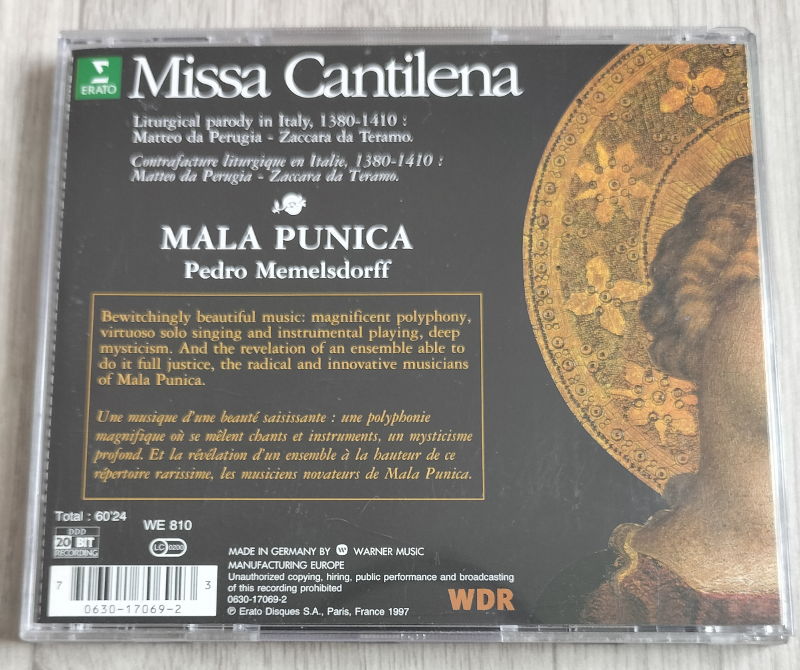 ERATO
Missa Cantilena
Liturgical parody in Italy, 1380-1410 :
Matteo da Perugia - Zaccara da Teramo.
Contrafacture liturgique en Italie, 1380-1410 :
Matteo da Perugia - Zaccara da Teramo.
MALA PUNICA
Pedro Memelsdorff
Bewitchingly beautiful music: magnificent polyphony,
virtuoso solo singing and instrumental playing, deep
mysticism. And the revelation of an ensemble able to
do it full justice, the radical and innovative musicians
of Mala Punica.
Une musique d'une beauté saisissante : une polyphonie
magnifique où se mêlent chants et instruments, un mysticisme
profond. Et la révélation d'un ensemble à la hauteur de ce
répertoire rarissime, les musiciens novateurs de Mala Punica.
Total : 60'24
WE 810
DDD
20 BIT
RECORDING
LC 0200
MADE IN GERMANY BY WARNER MUSIC
MANUFACTURING EUROPE
Unauthorized copying, hiring, public performance and broadcasting
of this recording prohibited
0630-17069-2
℗ Erato Disques S.A., Paris, France 1997
WDR
7 3
0630-17069-2